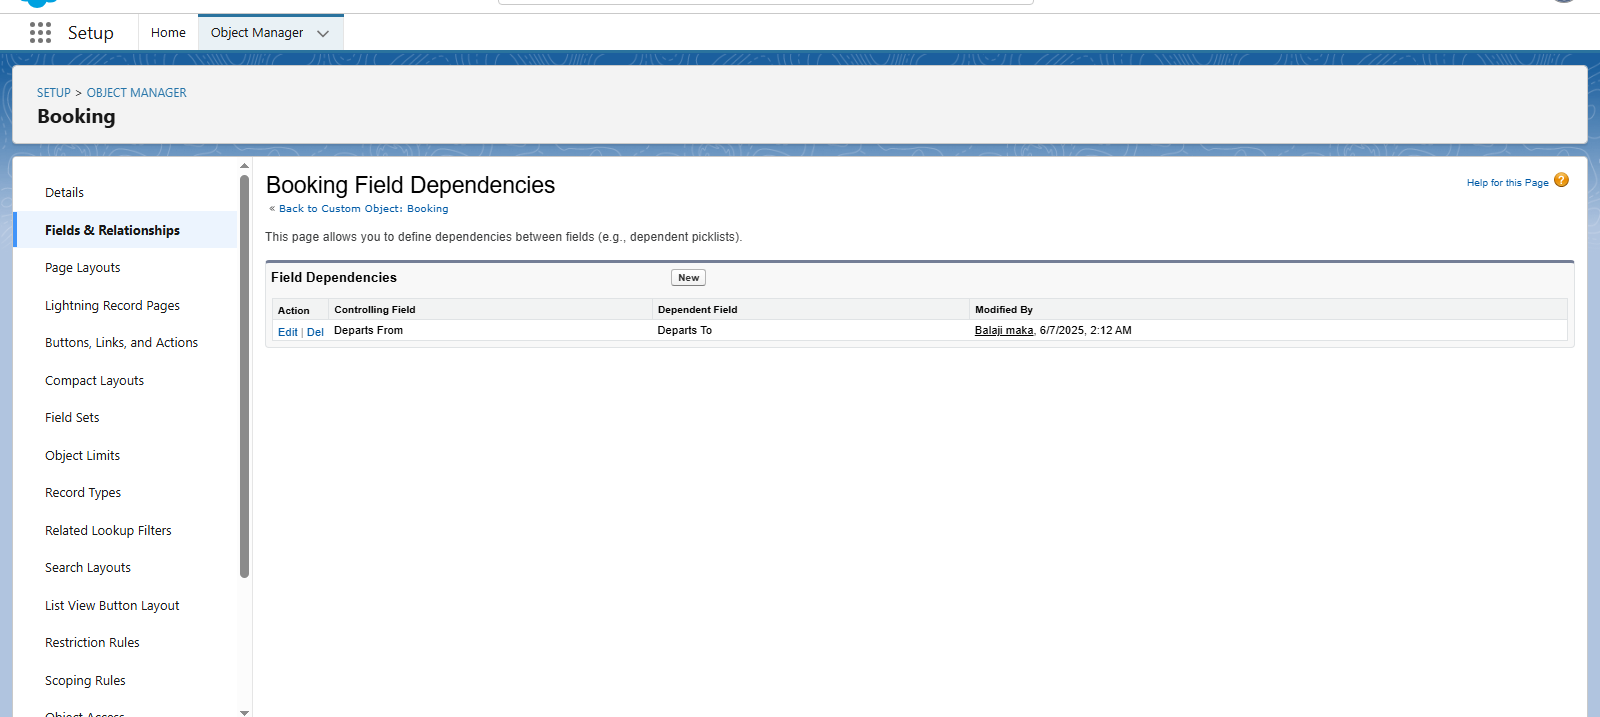 Setup
Home
Object Manager
SETUP > OBJECT MANAGER
Booking
Details
Fields & Relationships
Page Layouts
Lightning Record Pages
Buttons, Links, and Actions
Compact Layouts
Field Sets
Object Limits
Record Types
Related Lookup Filters
Search Layouts
List View Button Layout
Restriction Rules
Scoping Rules
Object Access
Booking Field Dependencies
Help for this Page ?
« Back to Custom Object: Booking
This page allows you to define dependencies between fields (e.g., dependent picklists).
Field Dependencies
New
Action Controlling Field Dependent Field Modified By
Edit | Del Departs From Departs To Balaji maka, 6/7/2025, 2:12 AM